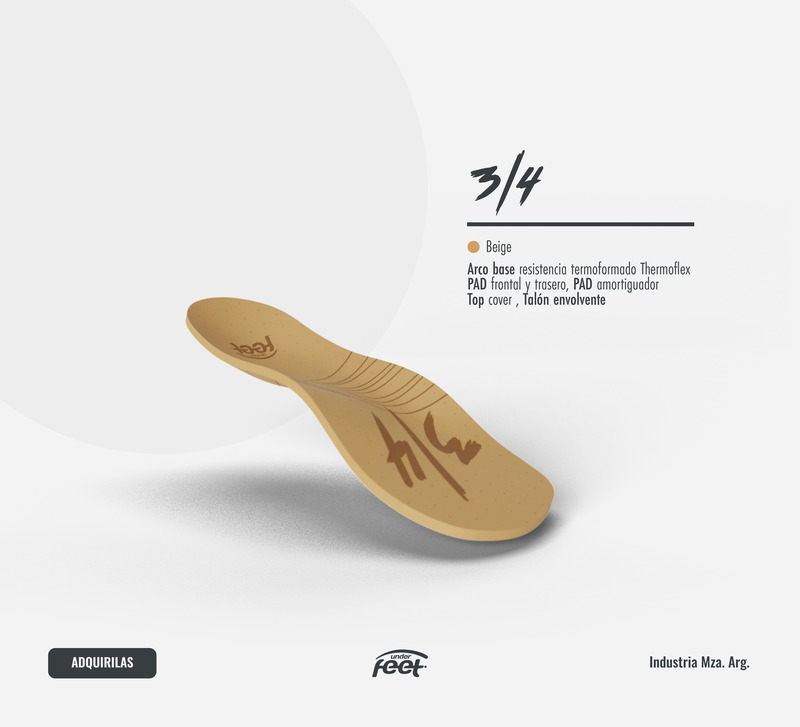 3/4
Beige
Arco base resistencia termoformado Thermoflex
PAD frontal y trasero, PAD amortiguador
Top cover , Talón envolvente
feet
3/4
ADQUIRILAS
under
feet
Industria Mza. Arg.